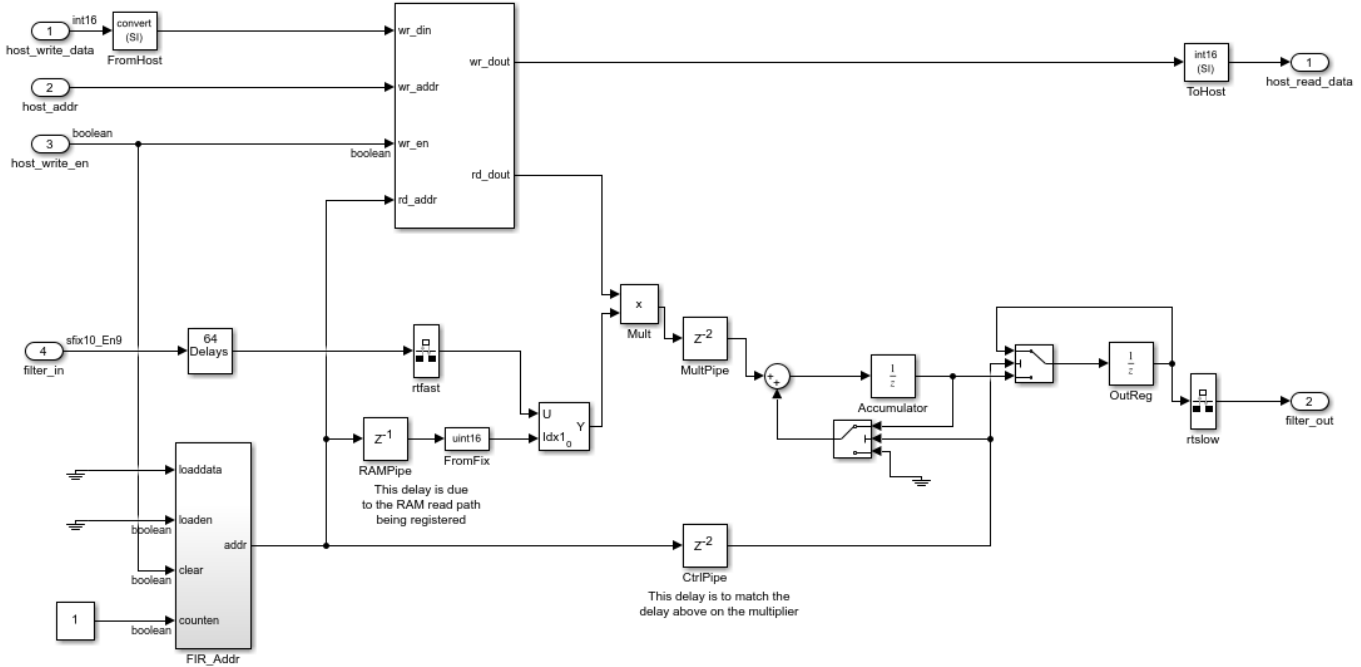 1
int16
host_write_data
convert
(SI)
FromHost
2
host_addr
3
boolean
host_write_en
boolean
wr_din
wr_addr
wr_en
rd_addr
wr_dout
rd_dout
int16
(SI)
ToHost
1
host_read_data
4
sfix10_En9
filter_in
64
Delays
rtfast
Z-1
RAMPipe
This delay is due
to the RAM read path
being registered
uint16
FromFix
U
Idx1
0
Y
x
Mult
Z-2
MultPipe
+
+
1
z
Accumulator
1
z
OutReg
rtslow
2
filter_out
loaddata
loaden
boolean
clear
boolean
counten
boolean
addr
1
FIR_Addr
Z-2
CtrlPipe
This delay is to match the
delay above on the multiplier